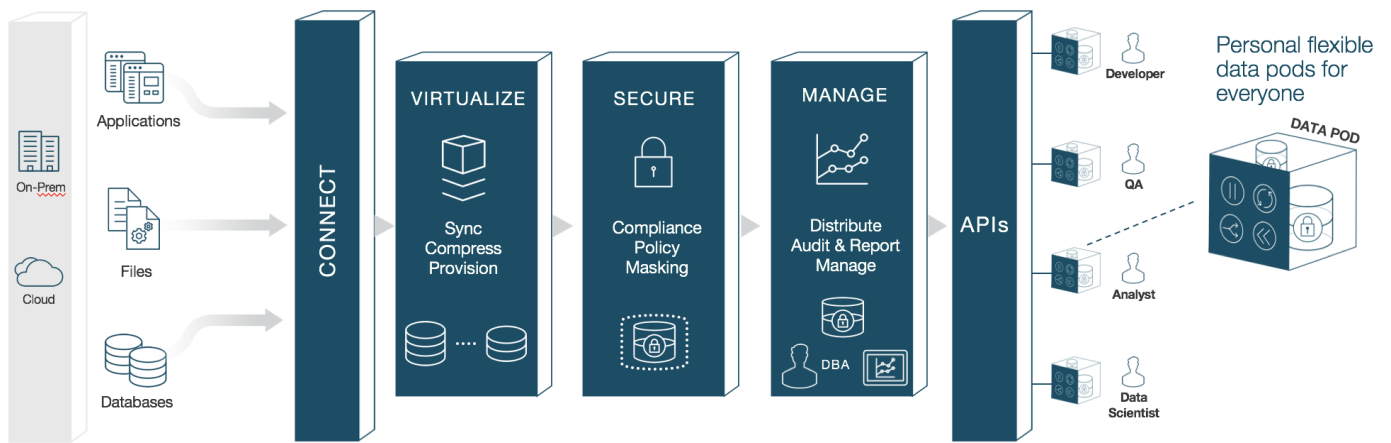 On-Prem
Cloud
Applications
Files
Databases
CONNECT
VIRTUALIZE
Sync
Compress
Provision
SECURE
Compliance
Policy
Masking
MANAGE
Distribute
Audit & Report
Manage
DBA
APIs
Developer
QA
Analyst
Data
Scientist
Personal flexible
data pods for
everyone
DATA POD